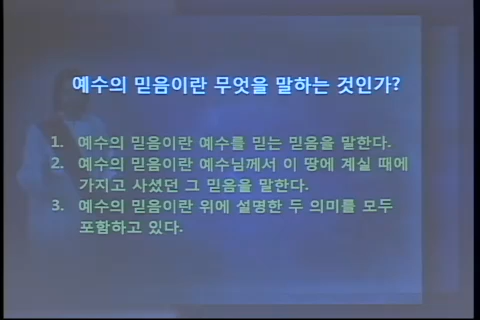 예수의 믿음이란 무엇을 말하는 것인가?
1. 예수의 믿음이란 예수를 믿는 믿음을 말한다.
2. 예수의 믿음이란 예수님께서 이 땅에 계실 때에
가지고 사셨던 그 믿음을 말한다.
3. 예수의 믿음이란 위에 설명한 두 의미를 모두
포함하고 있다.